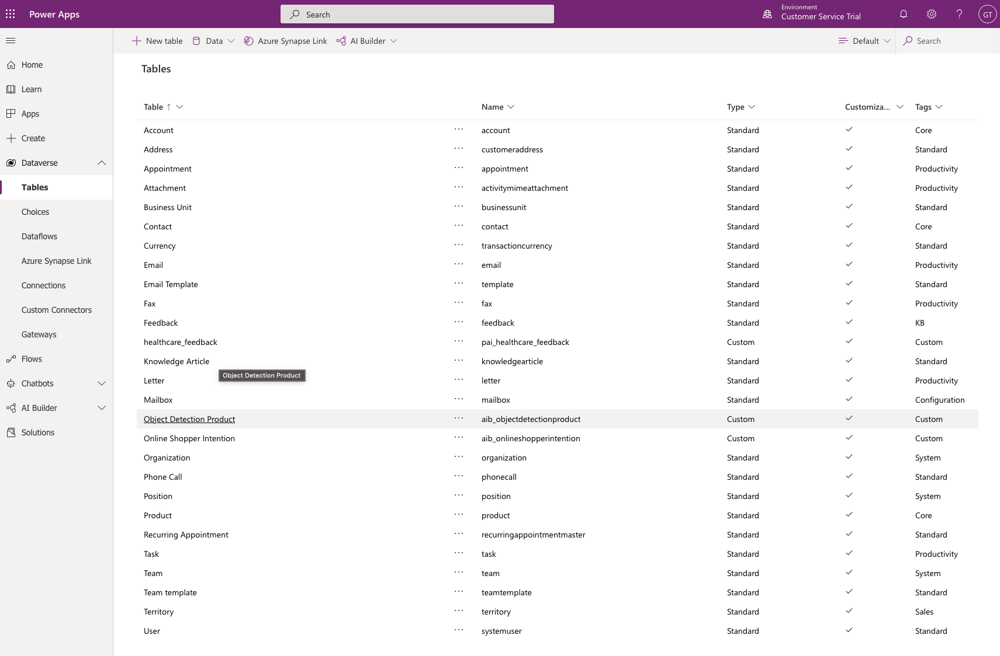 Power Apps
Search
Environment
Customer Service Trial
?
GT
New table
Data
Azure Synapse Link
AI Builder
Default
Search
Home
Learn
Apps
Create
Dataverse
Tables
Choices
Dataflows
Azure Synapse Link
Connections
Custom Connectors
Gateways
Flows
Chatbots
AI Builder
Solutions
Tables
Table ↑ Name Type Customiza... Tags
Account ··· account Standard ✓ Core
Address ··· customeraddress Standard ✓ Standard
Appointment ··· appointment Standard ✓ Productivity
Attachment ··· activitymimeattachment Standard ✓ Productivity
Business Unit ··· businessunit Standard ✓ Standard
Contact ··· contact Standard ✓ Core
Currency ··· transactioncurrency Standard ✓ Standard
Email ··· email Standard ✓ Productivity
Email Template ··· template Standard ✓ Standard
Fax ··· fax Standard ✓ Productivity
Feedback ··· feedback Standard ✓ KB
healthcare_feedback ··· pai_healthcare_feedback Custom ✓ Custom
Knowledge Article ··· knowledgearticle Standard ✓ Standard
Object Detection Product
Letter ··· letter Standard ✓ Productivity
Mailbox ··· mailbox Standard ✓ Configuration
Object Detection Product ··· aib_objectdetectionproduct Custom ✓ Custom
Online Shopper Intention ··· aib_onlineshopperintention Custom ✓ Custom
Organization ··· organization Standard ✓ System
Phone Call ··· phonecall Standard ✓ Standard
Position ··· position Standard ✓ System
Product ··· product Standard ✓ Core
Recurring Appointment ··· recurringappointmentmaster Standard ✓ Standard
Task ··· task Standard ✓ Productivity
Team ··· team Standard ✓ System
Team template ··· teamtemplate Standard ✓ Standard
Territory ··· territory Standard ✓ Sales
User ··· systemuser Standard ✓ Standard